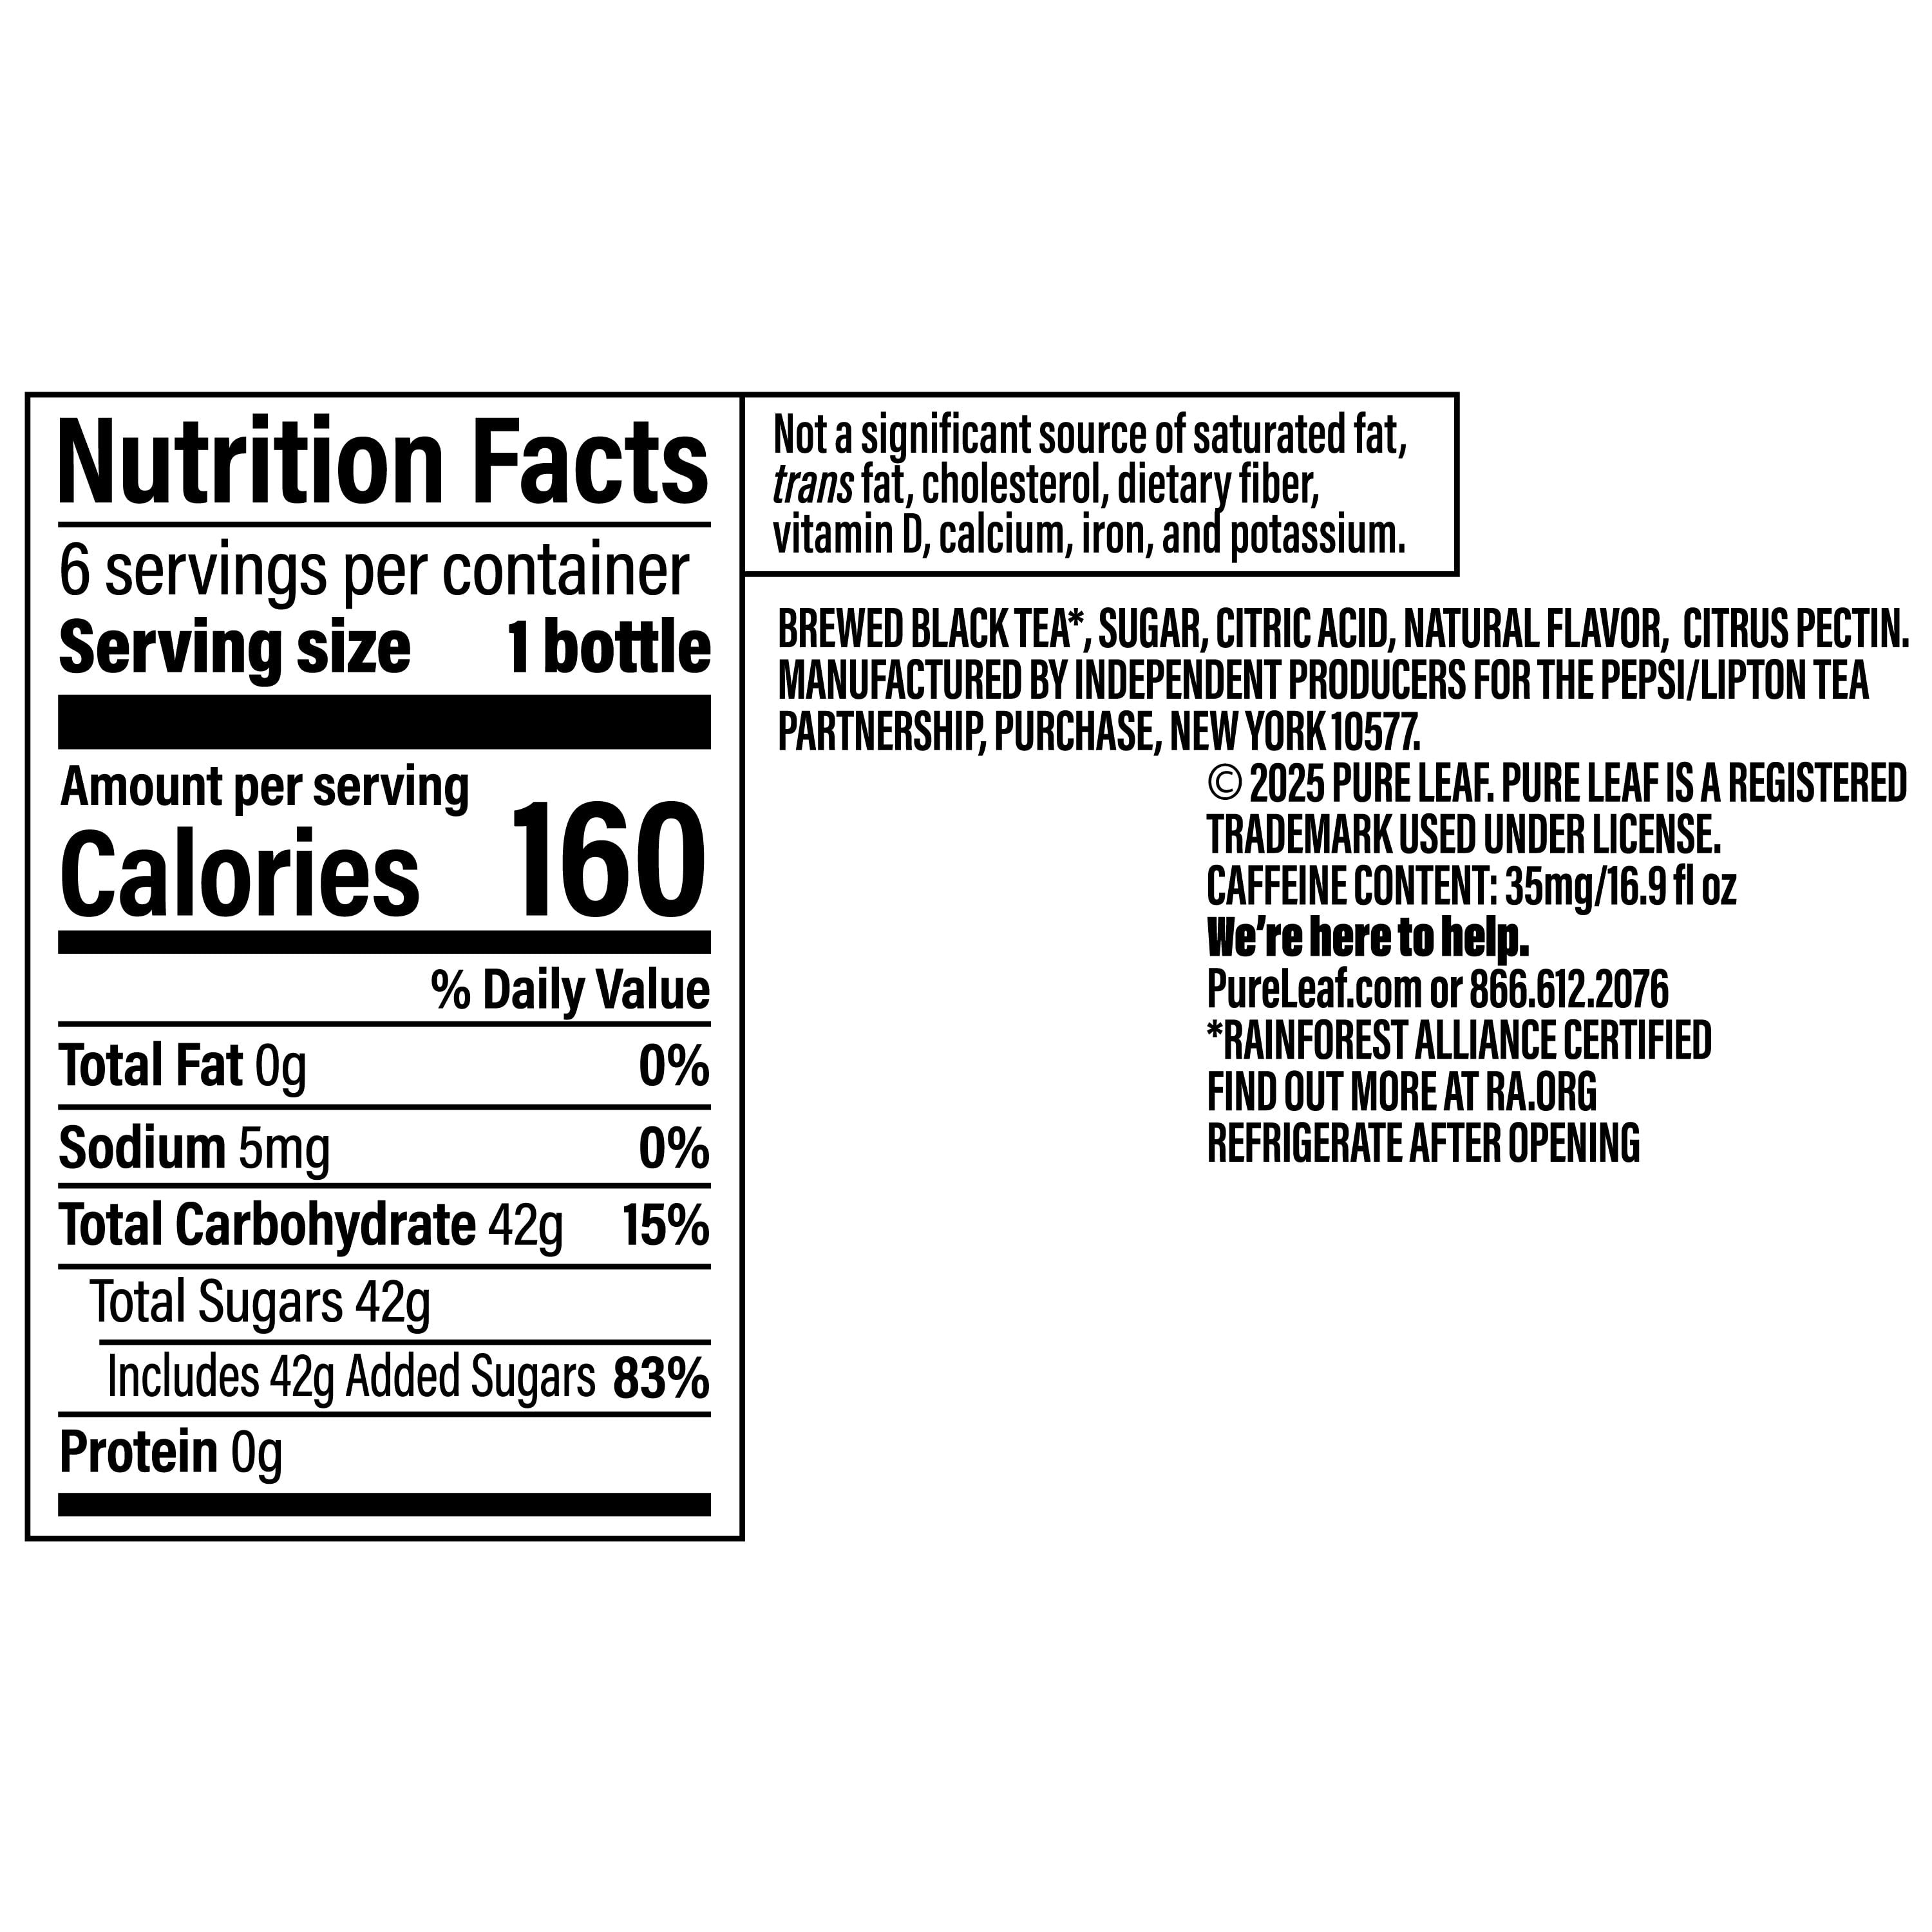 Nutrition Facts
6 servings per container
Serving size 1 bottle
Amount per serving
Calories 160
% Daily Value
Total Fat 0g 0%
Sodium 5mg 0%
Total Carbohydrate 42g 15%
Total Sugars 42g
Includes 42g Added Sugars 83%
Protein 0g
Not a significant source of saturated fat,
trans fat, cholesterol, dietary fiber,
vitamin D, calcium, iron, and potassium.
BREWED BLACK TEA*, SUGAR, CITRIC ACID, NATURAL FLAVOR, CITRUS PECTIN.
MANUFACTURED BY INDEPENDENT PRODUCERS FOR THE PEPSI/LIPTON TEA
PARTNERSHIP, PURCHASE, NEW YORK 10577.
© 2025 PURE LEAF. PURE LEAF IS A REGISTERED
TRADEMARK USED UNDER LICENSE.
CAFFEINE CONTENT: 35mg/16.9 fl oz
We're here to help.
PureLeaf.com or 866.612.2076
*RAINFOREST ALLIANCE CERTIFIED
FIND OUT MORE AT RA.ORG
REFRIGERATE AFTER OPENING